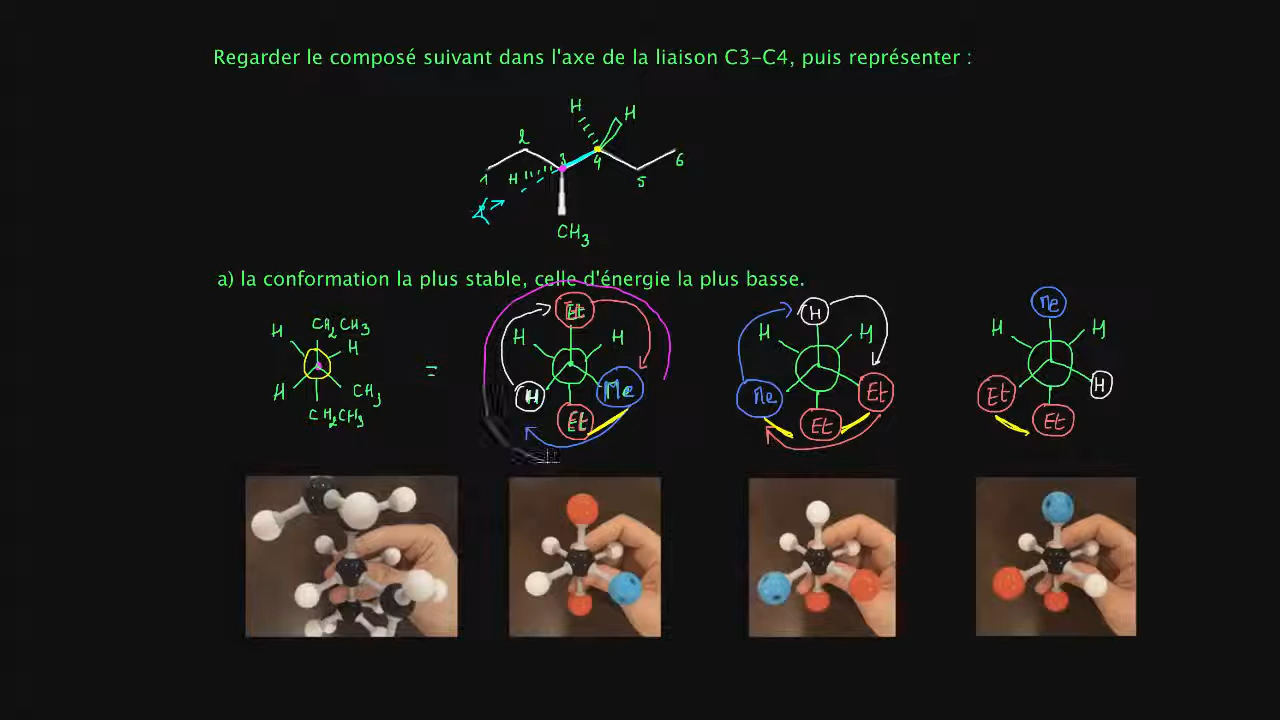 Regarder le composé suivant dans l'axe de la liaison C3-C4, puis représenter :
H H
2 3 4 6
1 H 5
CH3
a) la conformation la plus stable, celle d'énergie la plus basse.
H CH2CH3 H
H CH3
CH2CH3
=
Et
H H
H Me
Et
H
H H
Me Et
Et
Me
H H
Et H
Et